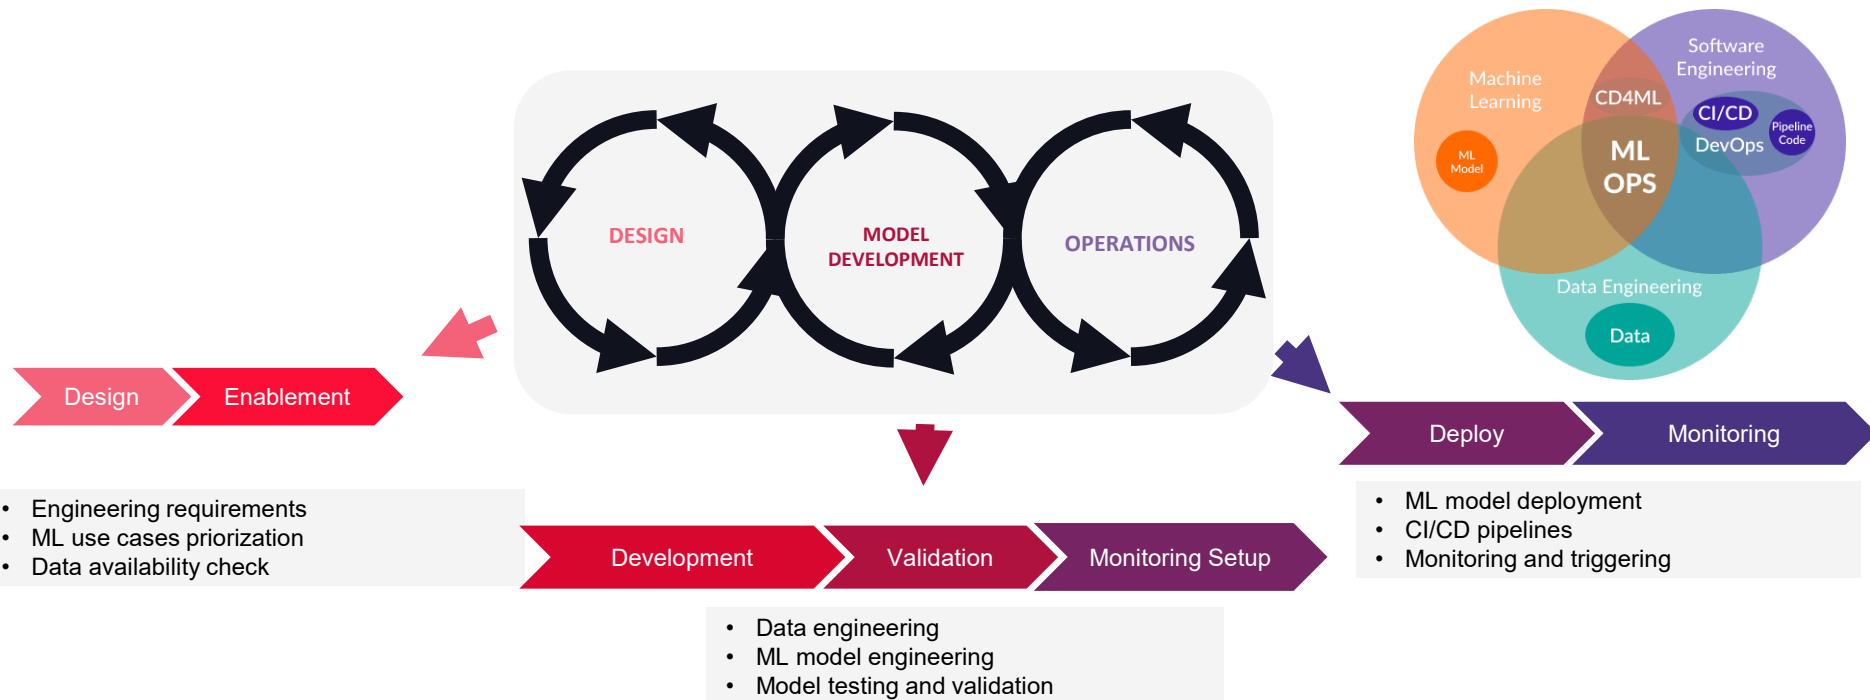 DESIGN
MODEL
DEVELOPMENT
OPERATIONS
Machine
Learning
ML
Model
Software
Engineering
CD4ML
CI/CD
Pipeline
Code
DevOps
ML
OPS
Data Engineering
Data
Design
Enablement
• Engineering requirements
• ML use cases priorization
• Data availability check
Development
Validation
Monitoring Setup
• Data engineering
• ML model engineering
• Model testing and validation
Deploy
Monitoring
• ML model deployment
• CI/CD pipelines
• Monitoring and triggering